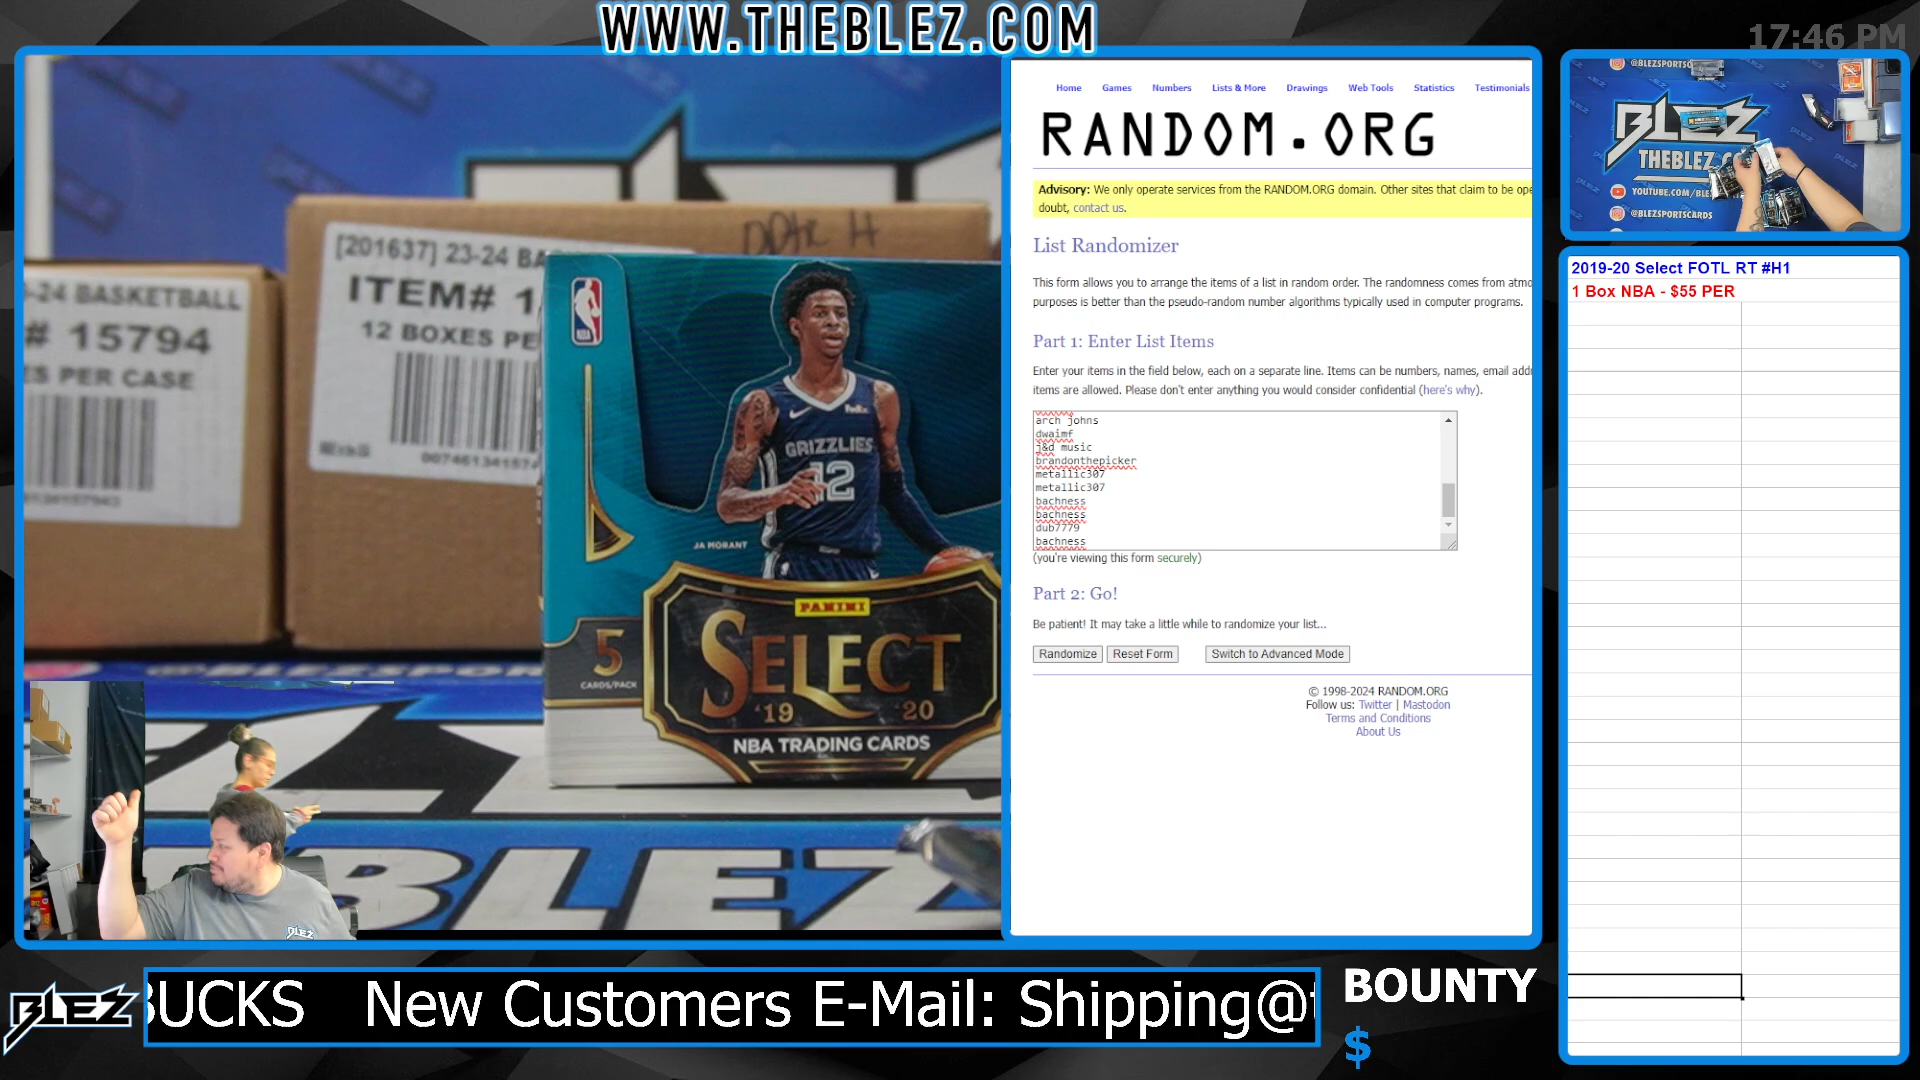 WWW.THEBLEZ.COM
17:46 PM
[201637] 23-24 BA
ITEM# 1
12 BOXES PE
-24 BASKETBALL
# 15794
ES PER CASE
NBA
GRIZZLIES
12
JA MORANT
PANINI
SELECT
'19 '20
5
CARDS/PACK
NBA TRADING CARDS
BLEZ
Home Games Numbers Lists & More Drawings Web Tools Statistics Testimonials
RANDOM.ORG
Advisory: We only operate services from the RANDOM.ORG domain. Other sites that claim to be ope
doubt, contact us.
List Randomizer
This form allows you to arrange the items of a list in random order. The randomness comes from atmo
purposes is better than the pseudo-random number algorithms typically used in computer programs.
Part 1: Enter List Items
Enter your items in the field below, each on a separate line. Items can be numbers, names, email addr
items are allowed. Please don't enter anything you would consider confidential (here's why).
arch johns
dwaimf
j&d music
brandonthepicker
metallic307
metallic307
bachness
bachness
dub7779
bachness
(you're viewing this form securely)
Part 2: Go!
Be patient! It may take a little while to randomize your list...
Randomize Reset Form Switch to Advanced Mode
© 1998-2024 RANDOM.ORG
Follow us: Twitter | Mastodon
Terms and Conditions
About Us
@BLEZSPORTSC
BLEZ
THEBLEZ.C
YOUTUBE.COM/BLE
@BLEZSPORTSCARDS
2019-20 Select FOTL RT #H1
1 Box NBA - $55 PER
BLEZ
BUCKS New Customers E-Mail: Shipping@t
BOUNTY
$